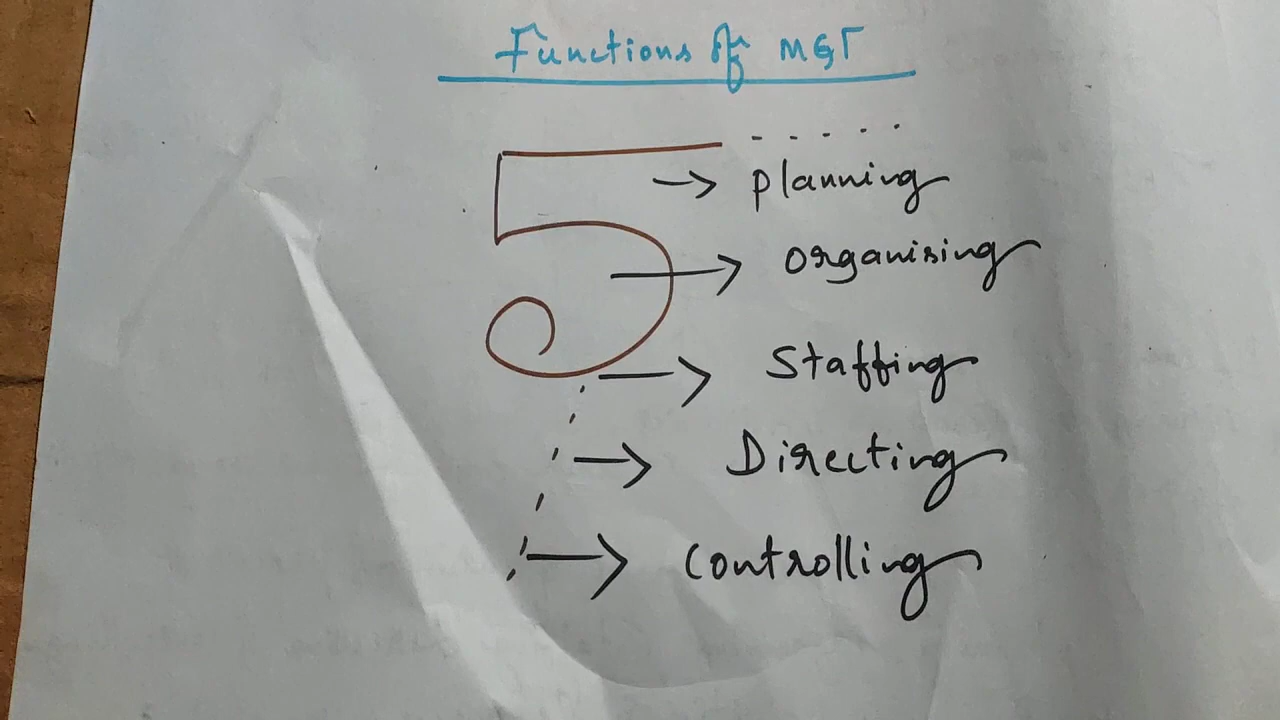 Functions of MGT
5
→ planning
→ organising
→ Staffing
→ Directing
→ Controlling